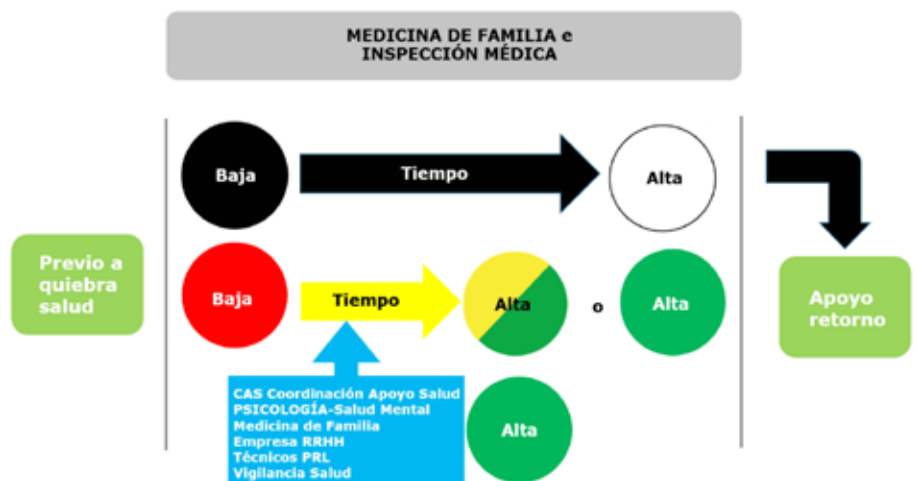 MEDICINA DE FAMILIA e
INSPECCIÓN MÉDICA
Baja
Tiempo
Alta
Previo a
quiebra
salud
Baja
Tiempo
Alta
o
Alta
Apoyo
retorno
CAS Coordinación Apoyo Salud
PSICOLOGÍA-Salud Mental
Medicina de Familia
Empresa RRHH
Técnicos PRL
Vigilancia Salud
Alta